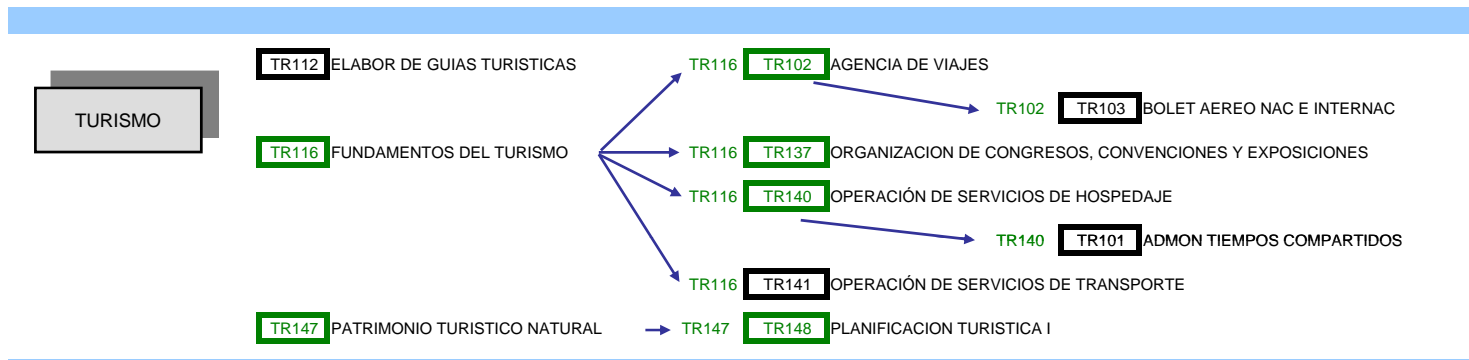 TR112 ELABOR DE GUIAS TURISTICAS TR116 TR102 AGENCIA DE VIAJES
TR102 TR103 BOLET AEREO NAC E INTERNAC
TURISMO
TR116 FUNDAMENTOS DEL TURISMO TR116 TR137 ORGANIZACION DE CONGRESOS, CONVENCIONES Y EXPOSICIONES
TR116 TR140 OPERACIÓN DE SERVICIOS DE HOSPEDAJE
TR140 TR101 ADMON TIEMPOS COMPARTIDOS
TR116 TR141 OPERACIÓN DE SERVICIOS DE TRANSPORTE
TR147 PATRIMONIO TURISTICO NATURAL TR147 TR148 PLANIFICACION TURISTICA I